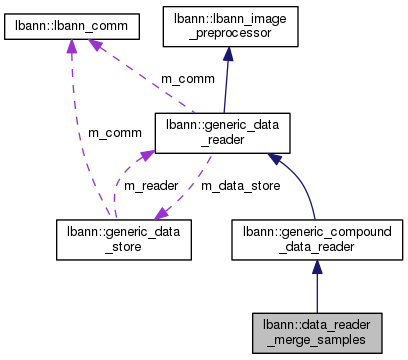 lbann::lbann_comm
lbann::lbann_image
_preprocessor
m_comm
lbann::generic_data
_reader
m_comm
m_reader
m_data_store
lbann::generic_data
_store
lbann::generic_compound
_data_reader
lbann::data_reader
_merge_samples